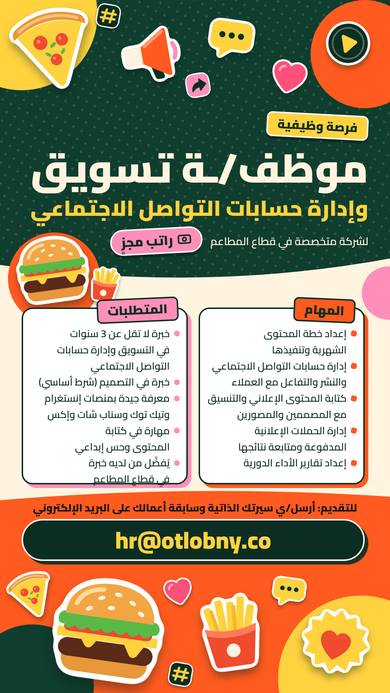 #
فرصة وظيفية
موظف/ـة تسويق
وإدارة حسابات التواصل الاجتماعي
لشركة متخصصة في قطاع المطاعم
راتب مجزٍ
المهام
إعداد خطة المحتوى
الشهرية وتنفيذها
إدارة حسابات التواصل الاجتماعي
والنشر والتفاعل مع العملاء
كتابة المحتوى الإعلاني والتنسيق
مع المصممين والمصورين
إدارة الحملات الإعلانية
المدفوعة ومتابعة نتائجها
إعداد تقارير الأداء الدورية
المتطلبات
خبرة لا تقل عن 3 سنوات
في التسويق وإدارة حسابات
التواصل الاجتماعي
خبرة في التصميم (شرط أساسي)
معرفة جيدة بمنصات إنستغرام
وتيك توك وسناب شات وإكس
مهارة في كتابة
المحتوى وحس إبداعي
يُفضَّل من لديه خبرة
في قطاع المطاعم
للتقديم: أرسل/ي سيرتك الذاتية وسابقة أعمالك على البريد الإلكتروني
hr@otlobny.co
#